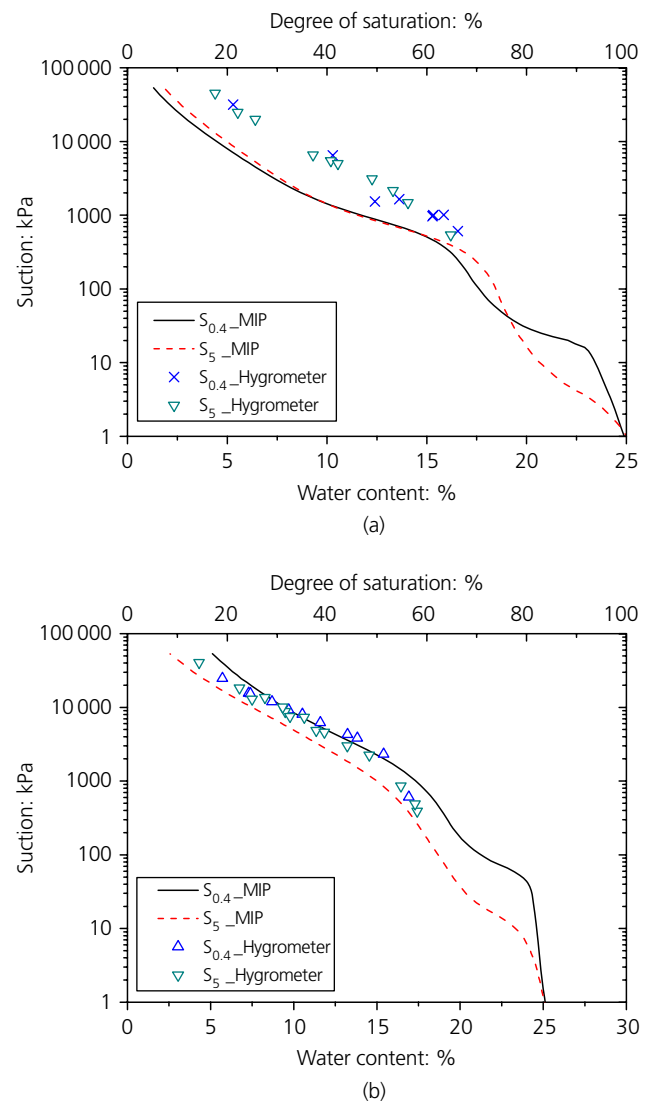 Degree of saturation: %
0 20 40 60 80 100
100 000
10 000
1000
100
10
1
Suction: kPa
S0.4_MIP
S5_MIP
S0.4_Hygrometer
S5_Hygrometer
0 5 10 15 20 25
Water content: %
(a)
Degree of saturation: %
0 20 40 60 80 100
100 000
10 000
1000
100
10
1
Suction: kPa
S0.4_MIP
S5_MIP
S0.4_Hygrometer
S5_Hygrometer
0 5 10 15 20 25 30
Water content: %
(b)